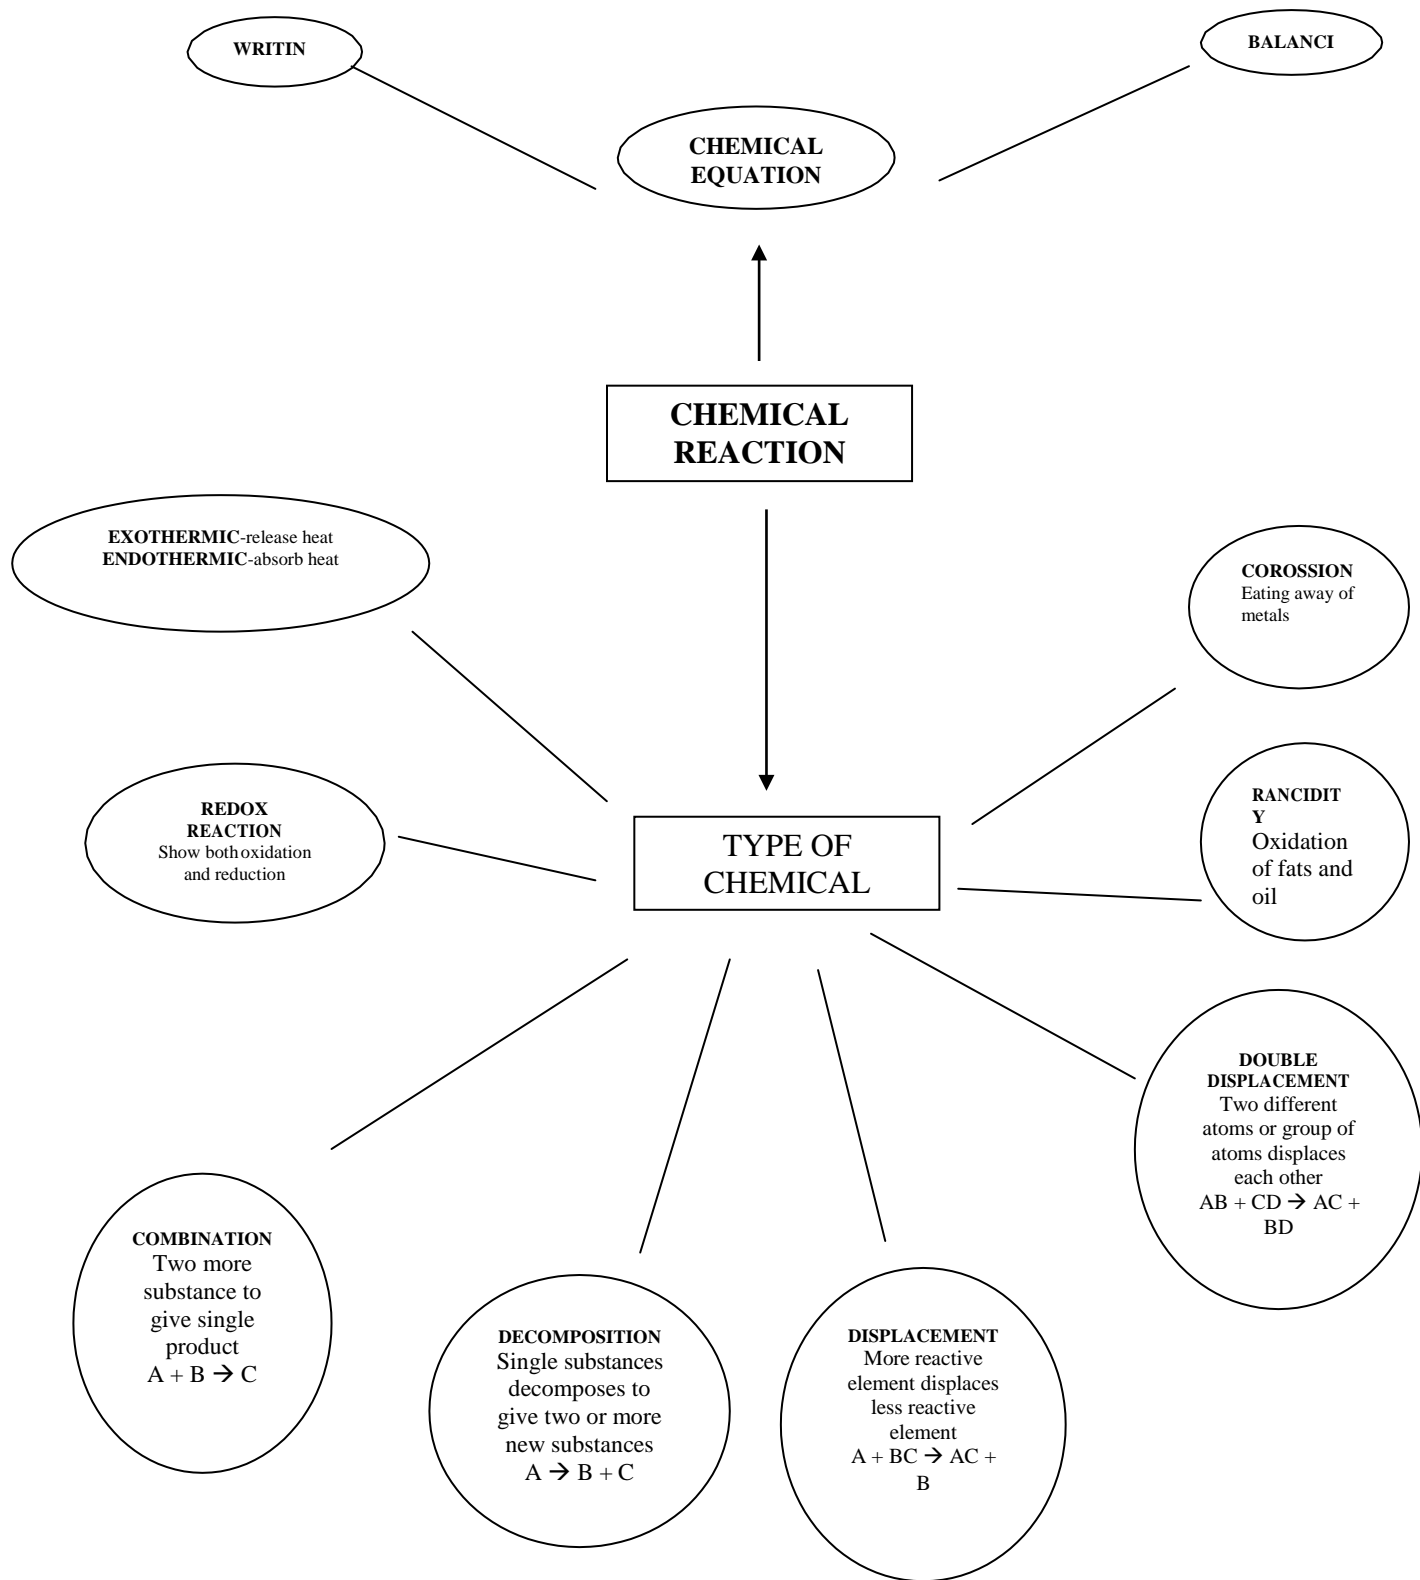 WRITIN
BALANCI
CHEMICAL
EQUATION
CHEMICAL
REACTION
EXOTHERMIC-release heat
ENDOTHERMIC-absorb heat
COROSSION
Eating away of
metals
REDOX
REACTION
Show both oxidation
and reduction
TYPE OF
CHEMICAL
RANCIDIT
Y
Oxidation
of fats and
oil
DOUBLE
DISPLACEMENT
Two different
atoms or group of
atoms displaces
each other
AB + CD → AC +
BD
COMBINATION
Two more
substance to
give single
product
A + B → C
DECOMPOSITION
Single substances
decomposes to
give two or more
new substances
A → B + C
DISPLACEMENT
More reactive
element displaces
less reactive
element
A + BC → AC +
B